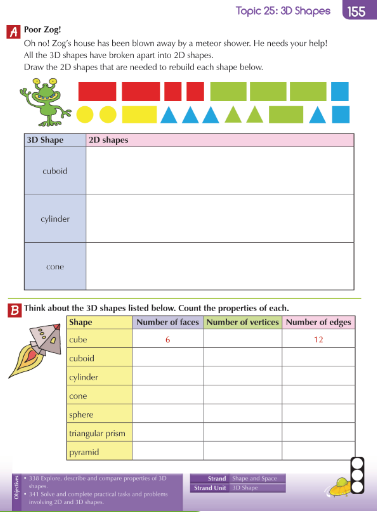 Topic 25: 3D Shapes 155
A Poor Zog!
Oh no! Zog's house has been blown away by a meteor shower. He needs your help!
All the 3D shapes have broken apart into 2D shapes.
Draw the 2D shapes that are needed to rebuild each shape below.
3D Shape 2D shapes
cuboid
cylinder
cone
B Think about the 3D shapes listed below. Count the properties of each.
Shape Number of faces Number of vertices Number of edges
cube 6 12
cuboid
cylinder
cone
sphere
triangular prism
pyramid
Objectives
• 338 Explore, describe and compare properties of 3D
shapes.
• 341 Solve and complete practical tasks and problems
involving 2D and 3D shapes.
Strand Shape and Space
Strand Unit 3D Shape